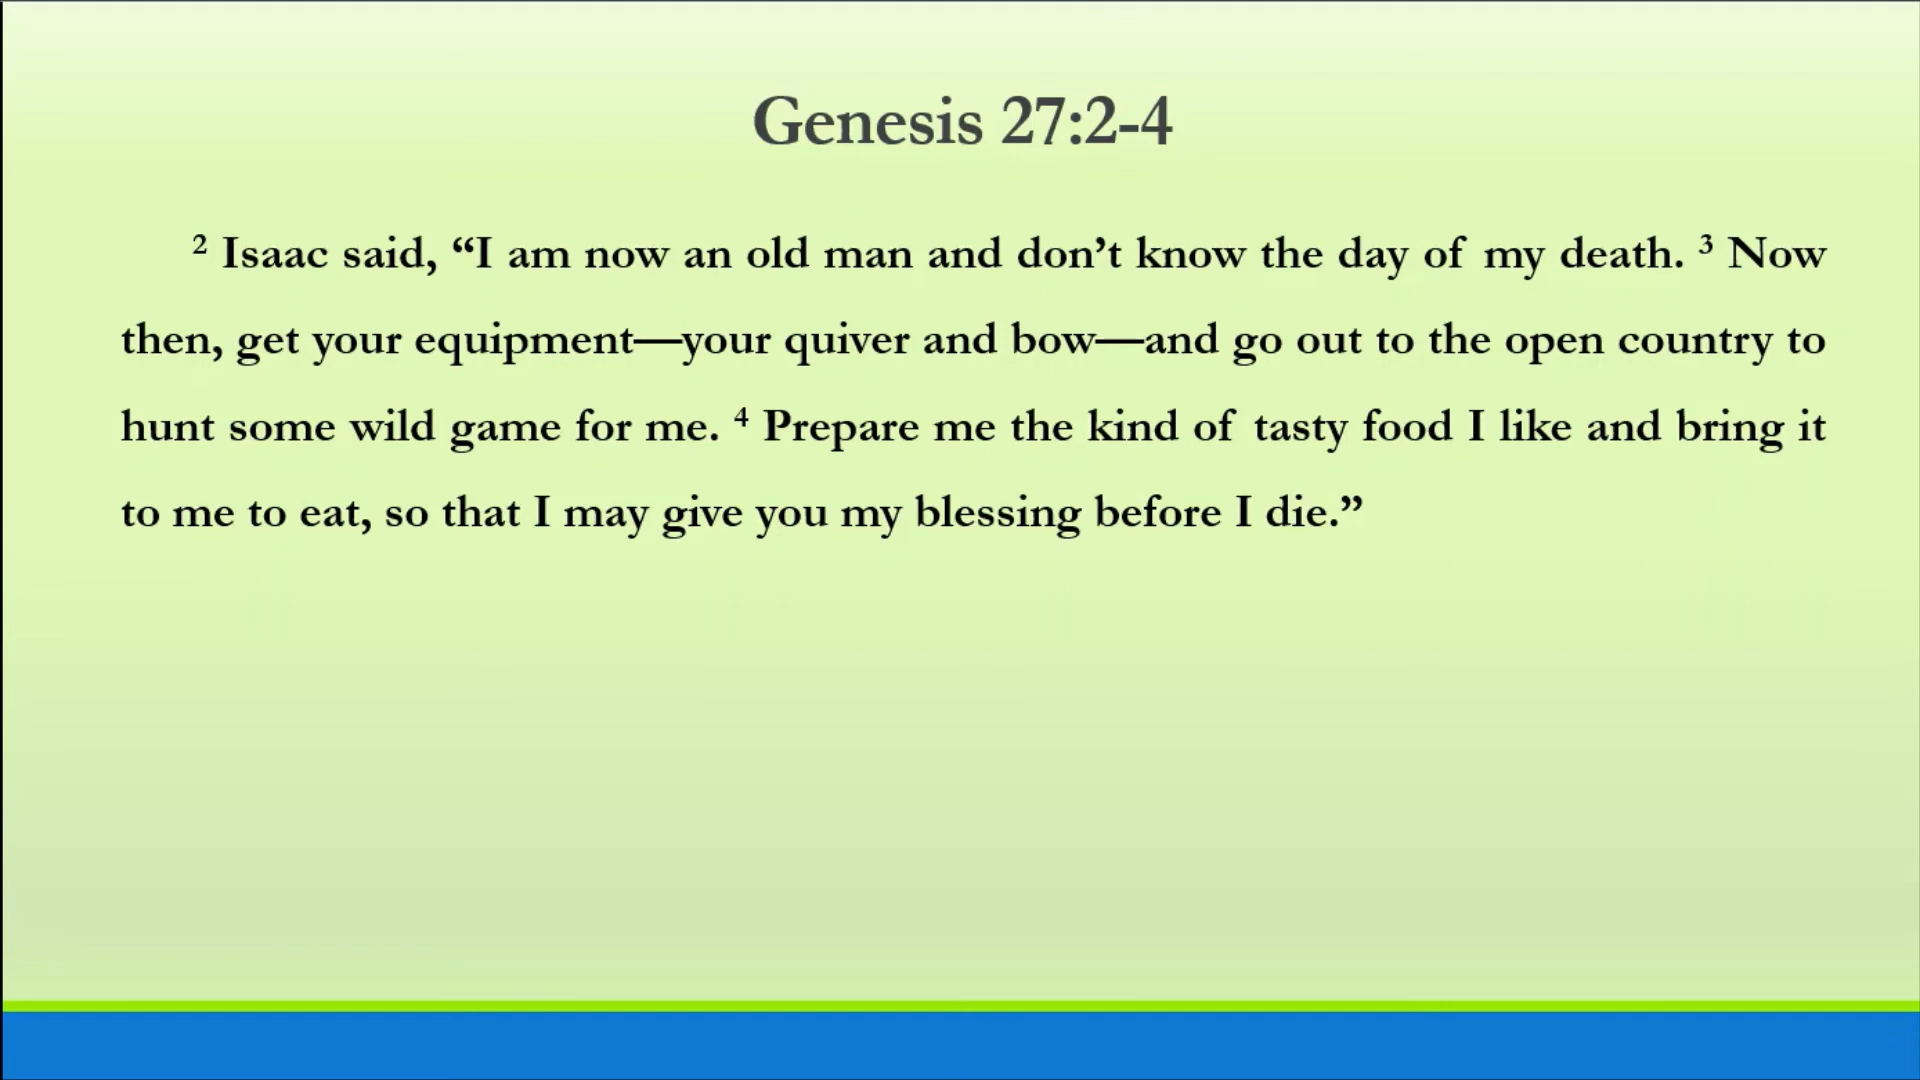 Genesis 27:2-4
² Isaac said, “I am now an old man and don’t know the day of my death. ³ Now
then, get your equipment—your quiver and bow—and go out to the open country to
hunt some wild game for me. ⁴ Prepare me the kind of tasty food I like and bring it
to me to eat, so that I may give you my blessing before I die.”